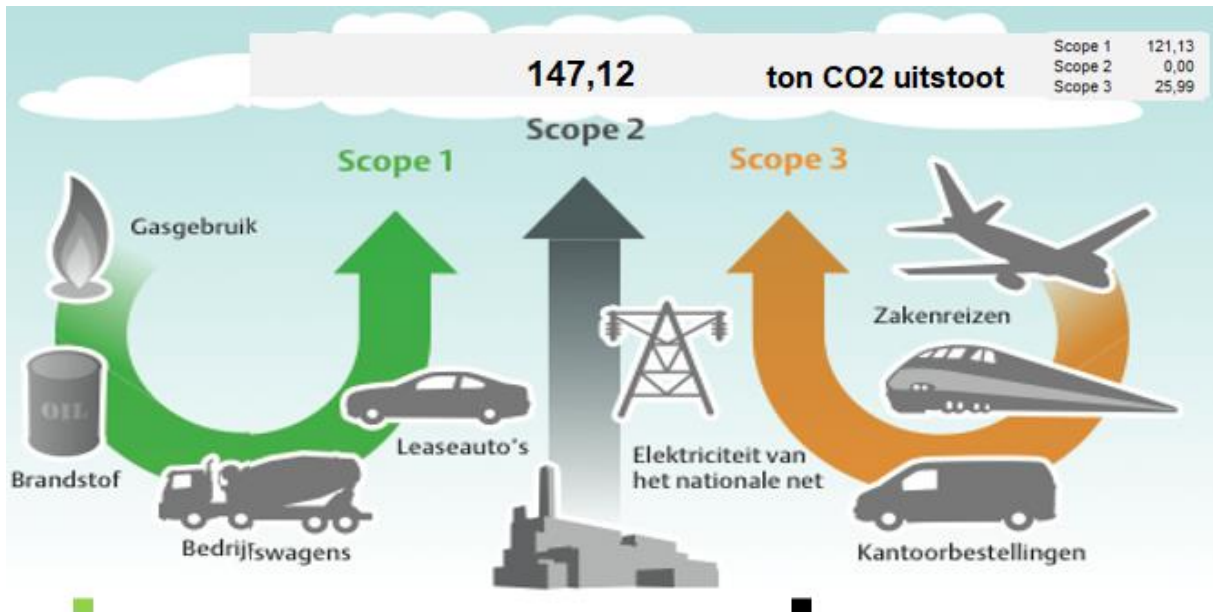 147,12 ton CO2 uitstoot
Scope 1 121,13
Scope 2 0,00
Scope 3 25,99
Scope 1
Scope 2
Scope 3
Gasgebruik
OIL
Brandstof
Bedrijfswagens
Leaseauto's
Elektriciteit van
het nationale net
Zakenreizen
Kantoorbestellingen